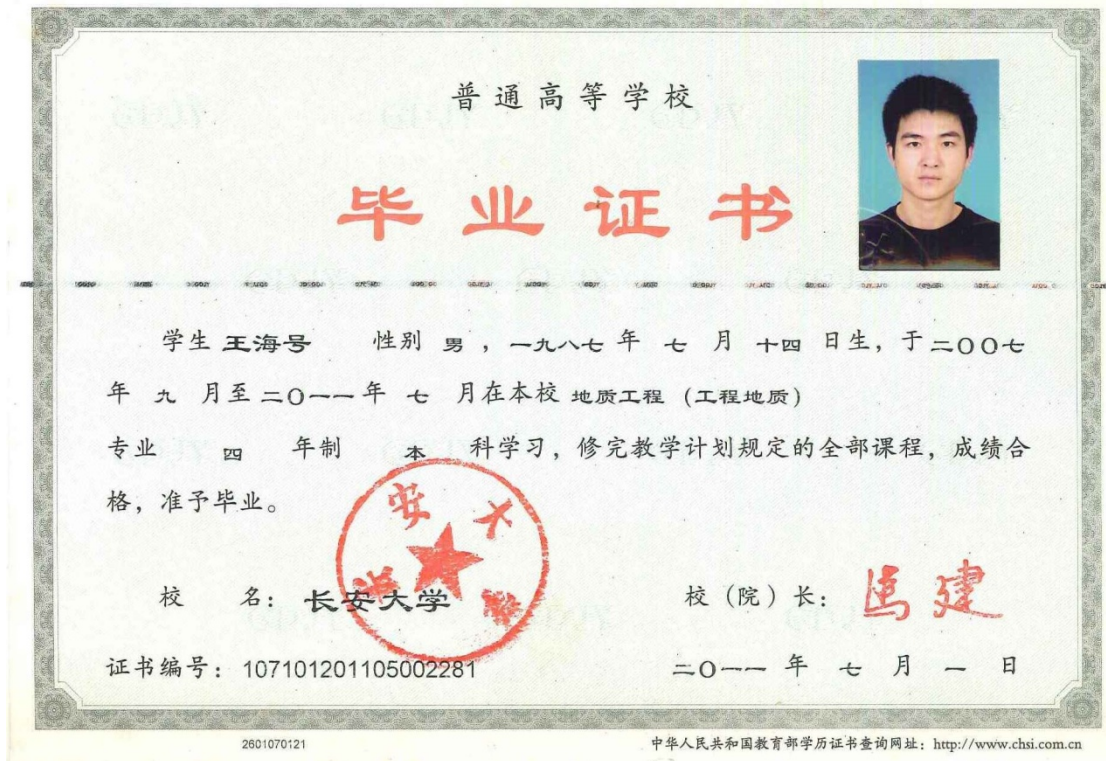 普通高等学校
毕业证书
学生 王海号 性别 男 ，一九八七 年 七 月 十四 日生，于 二〇〇七
年 九 月至 二〇一一 年 七 月在本校 地质工程（工程地质）
专业 四 年制 本 科学习，修完教学计划规定的全部课程，成绩合
格，准予毕业。
长安大学
校 名：长安大学 校（院）长：马建
证书编号：107101201105002281 二〇一一 年 七 月 一 日
2601070121 中华人民共和国教育部学历证书查询网址：http://www.chsi.com.cn